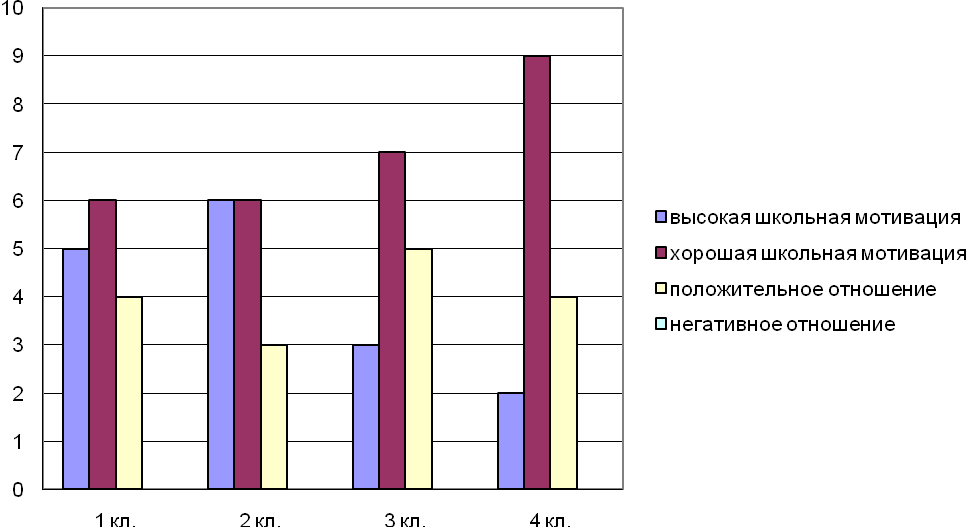 10
9
8
7
6
5
4
3
2
1
0
1 кл.
2 кл.
3 кл.
4 кл.
высокая школьная мотивация
хорошая школьная мотивация
положительное отношение
негативное отношение